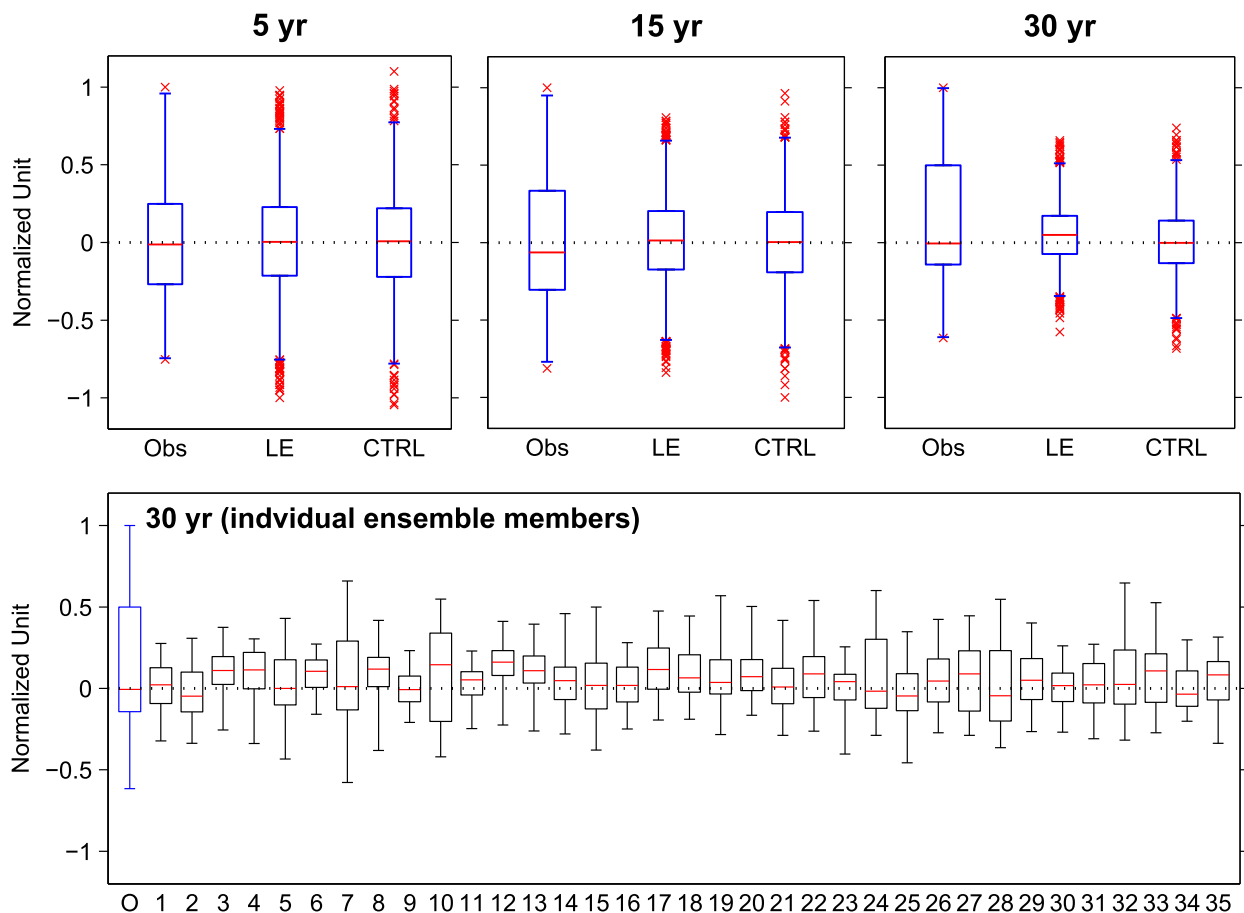 5 yr 15 yr 30 yr
Normalized Unit
1
0.5
0
−0.5
−1
Obs LE CTRL Obs LE CTRL Obs LE CTRL
30 yr (indvidual ensemble members)
Normalized Unit
1
0.5
0
−0.5
−1
O 1 2 3 4 5 6 7 8 9 10 11 12 13 14 15 16 17 18 19 20 21 22 23 24 25 26 27 28 29 30 31 32 33 34 35